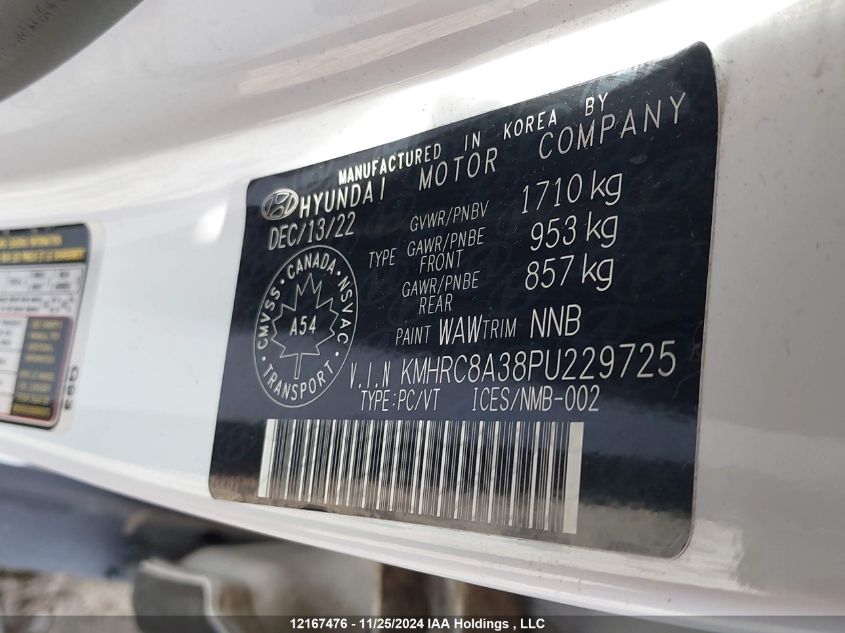 MANUFACTURED IN KOREA BY
HYUNDAI MOTOR COMPANY
DEC/13/22
GVWR/PNBV 1710 kg
TYPE GAWR/PNBE FRONT 953 kg
GAWR/PNBE REAR 857 kg
PAINT WAW TRIM NNB
CMVSS · CANADA · NSVAC
A54
TRANSPORT
V.I.N KMHRC8A38PU229725
TYPE:PC/VT ICES/NMB-002
12167476 - 11/25/2024 IAA Holdings , LLC